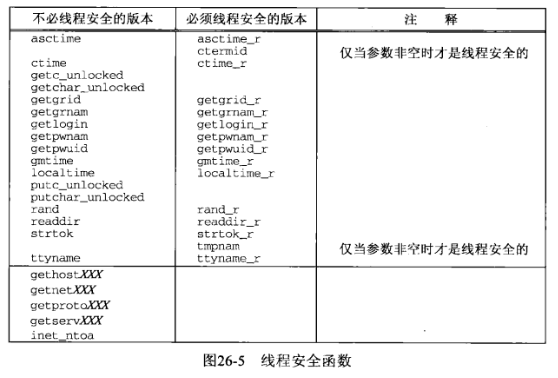 不必线程安全的版本 必须线程安全的版本 注 释
asctime asctime_r
ctermid 仅当参数非空时才是线程安全的
ctime ctime_r
getc_unlocked
getchar_unlocked
getgrid getgrid_r
getgrnam getgrnam_r
getlogin getlogin_r
getpwnam getpwnam_r
getpwuid getpwuid_r
gmtime gmtime_r
localtime localtime_r
putc_unlocked
putchar_unlocked
rand rand_r
readdir readdir_r
strtok strtok_r
tmpnam 仅当参数非空时才是线程安全的
ttyname ttyname_r
gethostXXX
getnetXXX
getprotoXXX
getservXXX
inet_ntoa
图26-5 线程安全函数